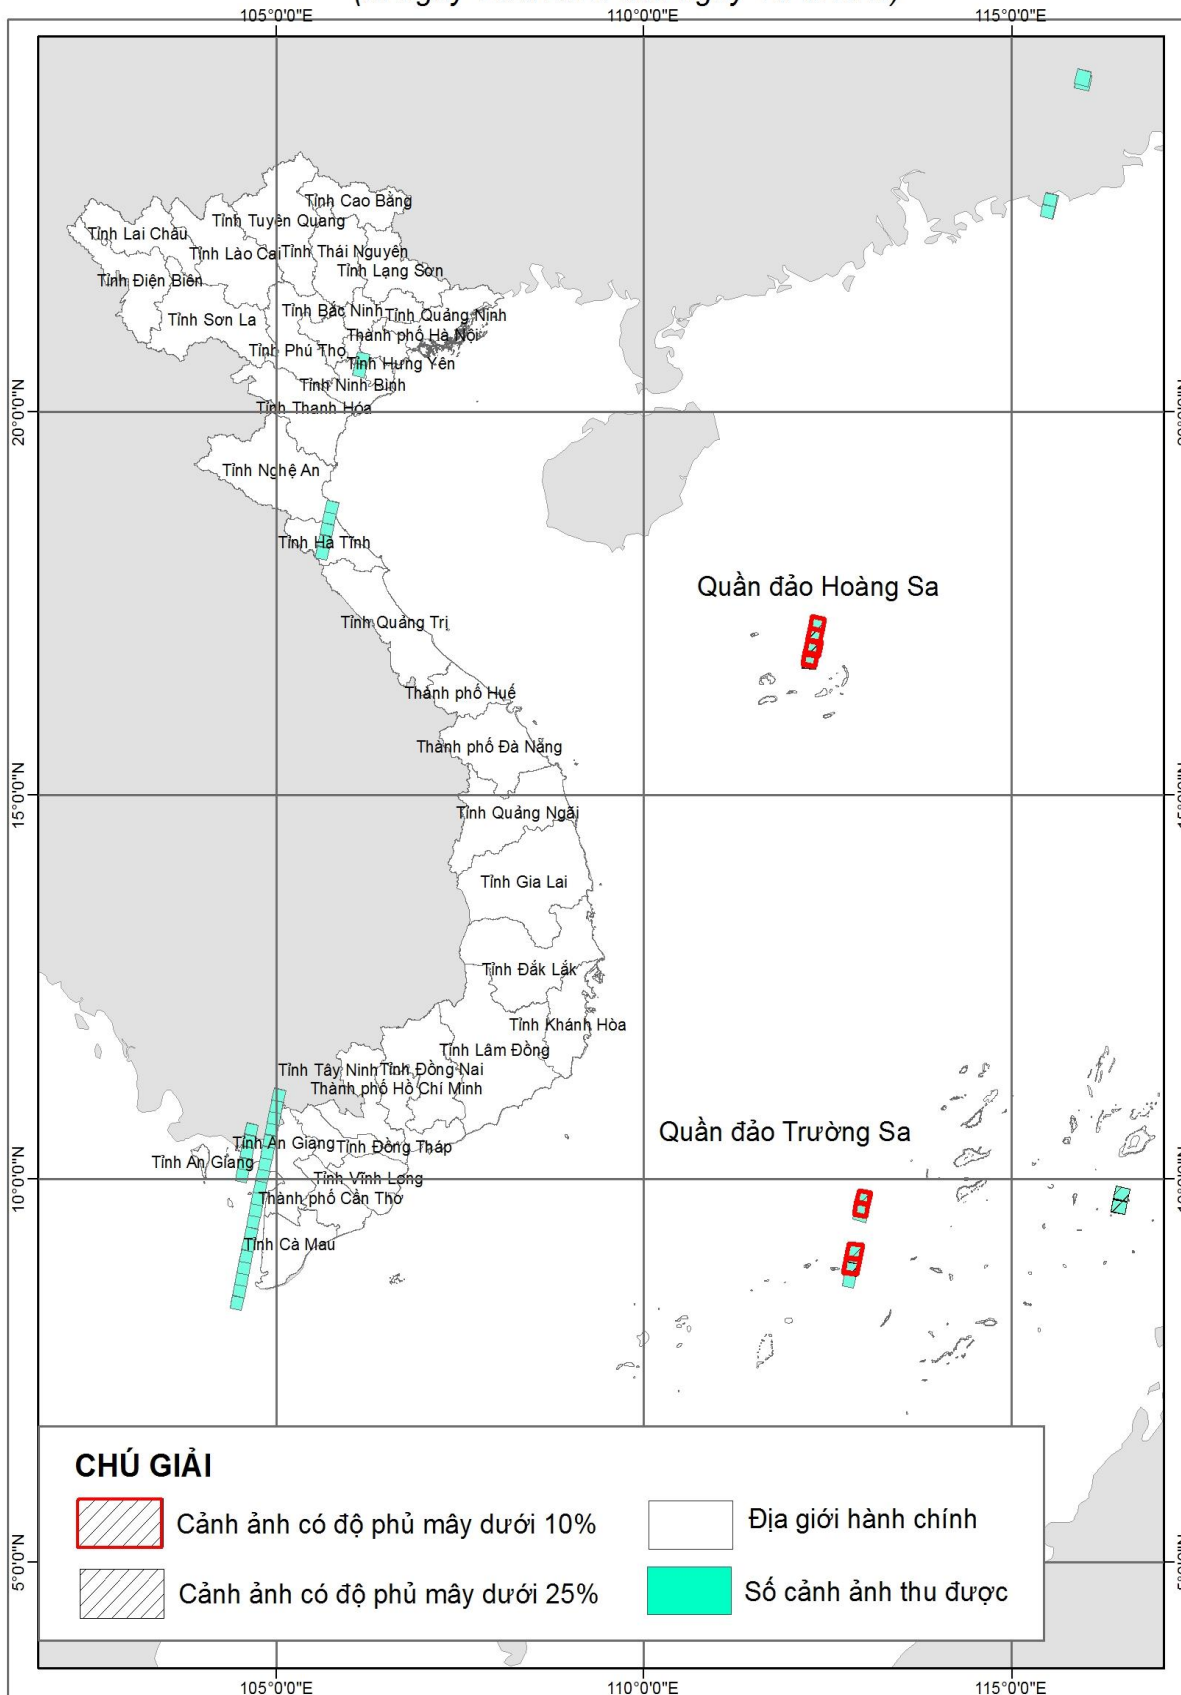 105°0'0"E 110°0'0"E 115°0'0"E
Tỉnh Cao Bằng
Tỉnh Tuyên Quang
Tỉnh Lai Châu
Tỉnh Lào Cai Tỉnh Thái Nguyên
Tỉnh Lạng Sơn
Tỉnh Điện Biên
Tỉnh Bắc Ninh Tỉnh Quảng Ninh
Tỉnh Sơn La
Thành phố Hà Nội
Tỉnh Phú Thọ
Tỉnh Hưng Yên
Tỉnh Ninh Bình
Tỉnh Thanh Hóa
20°0'0"N
Tỉnh Nghệ An
Tỉnh Hà Tĩnh
Quần đảo Hoàng Sa
Tỉnh Quảng Trị
Thành phố Huế
Thành phố Đà Nẵng
15°0'0"N
Tỉnh Quảng Ngãi
Tỉnh Gia Lai
Tỉnh Đắk Lắk
Tỉnh Khánh Hòa
Tỉnh Lâm Đồng
Tỉnh Tây Ninh Tỉnh Đồng Nai
Thành phố Hồ Chí Minh
Quần đảo Trường Sa
Tỉnh An Giang Tỉnh Đồng Tháp
Tỉnh An Giang
10°0'0"N
Tỉnh Vĩnh Long
Thành phố Cần Thơ
Tỉnh Cà Mau
CHÚ GIẢI
Cảnh ảnh có độ phủ mây dưới 10%
Địa giới hành chính
Cảnh ảnh có độ phủ mây dưới 25%
Số cảnh ảnh thu được
5°0'0"N
105°0'0"E 110°0'0"E 115°0'0"E